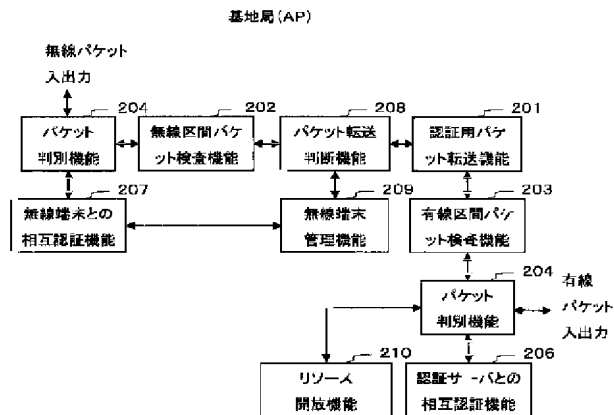 基地局(AP)
無線パケット
入出力
204
パケット
判別機能
202
無線区間パケ
ット検査機能
208
パケット転送
判断機能
201
認証用パケ
ット転送機能
207
無線端末との
相互認証機能
209
無線端末
管理機能
203
有線区間パケ
ット検査機能
204
パケット
判別機能
有線
パケット
入出力
210
リソース
開放機能
206
認証サーバとの
相互認証機能